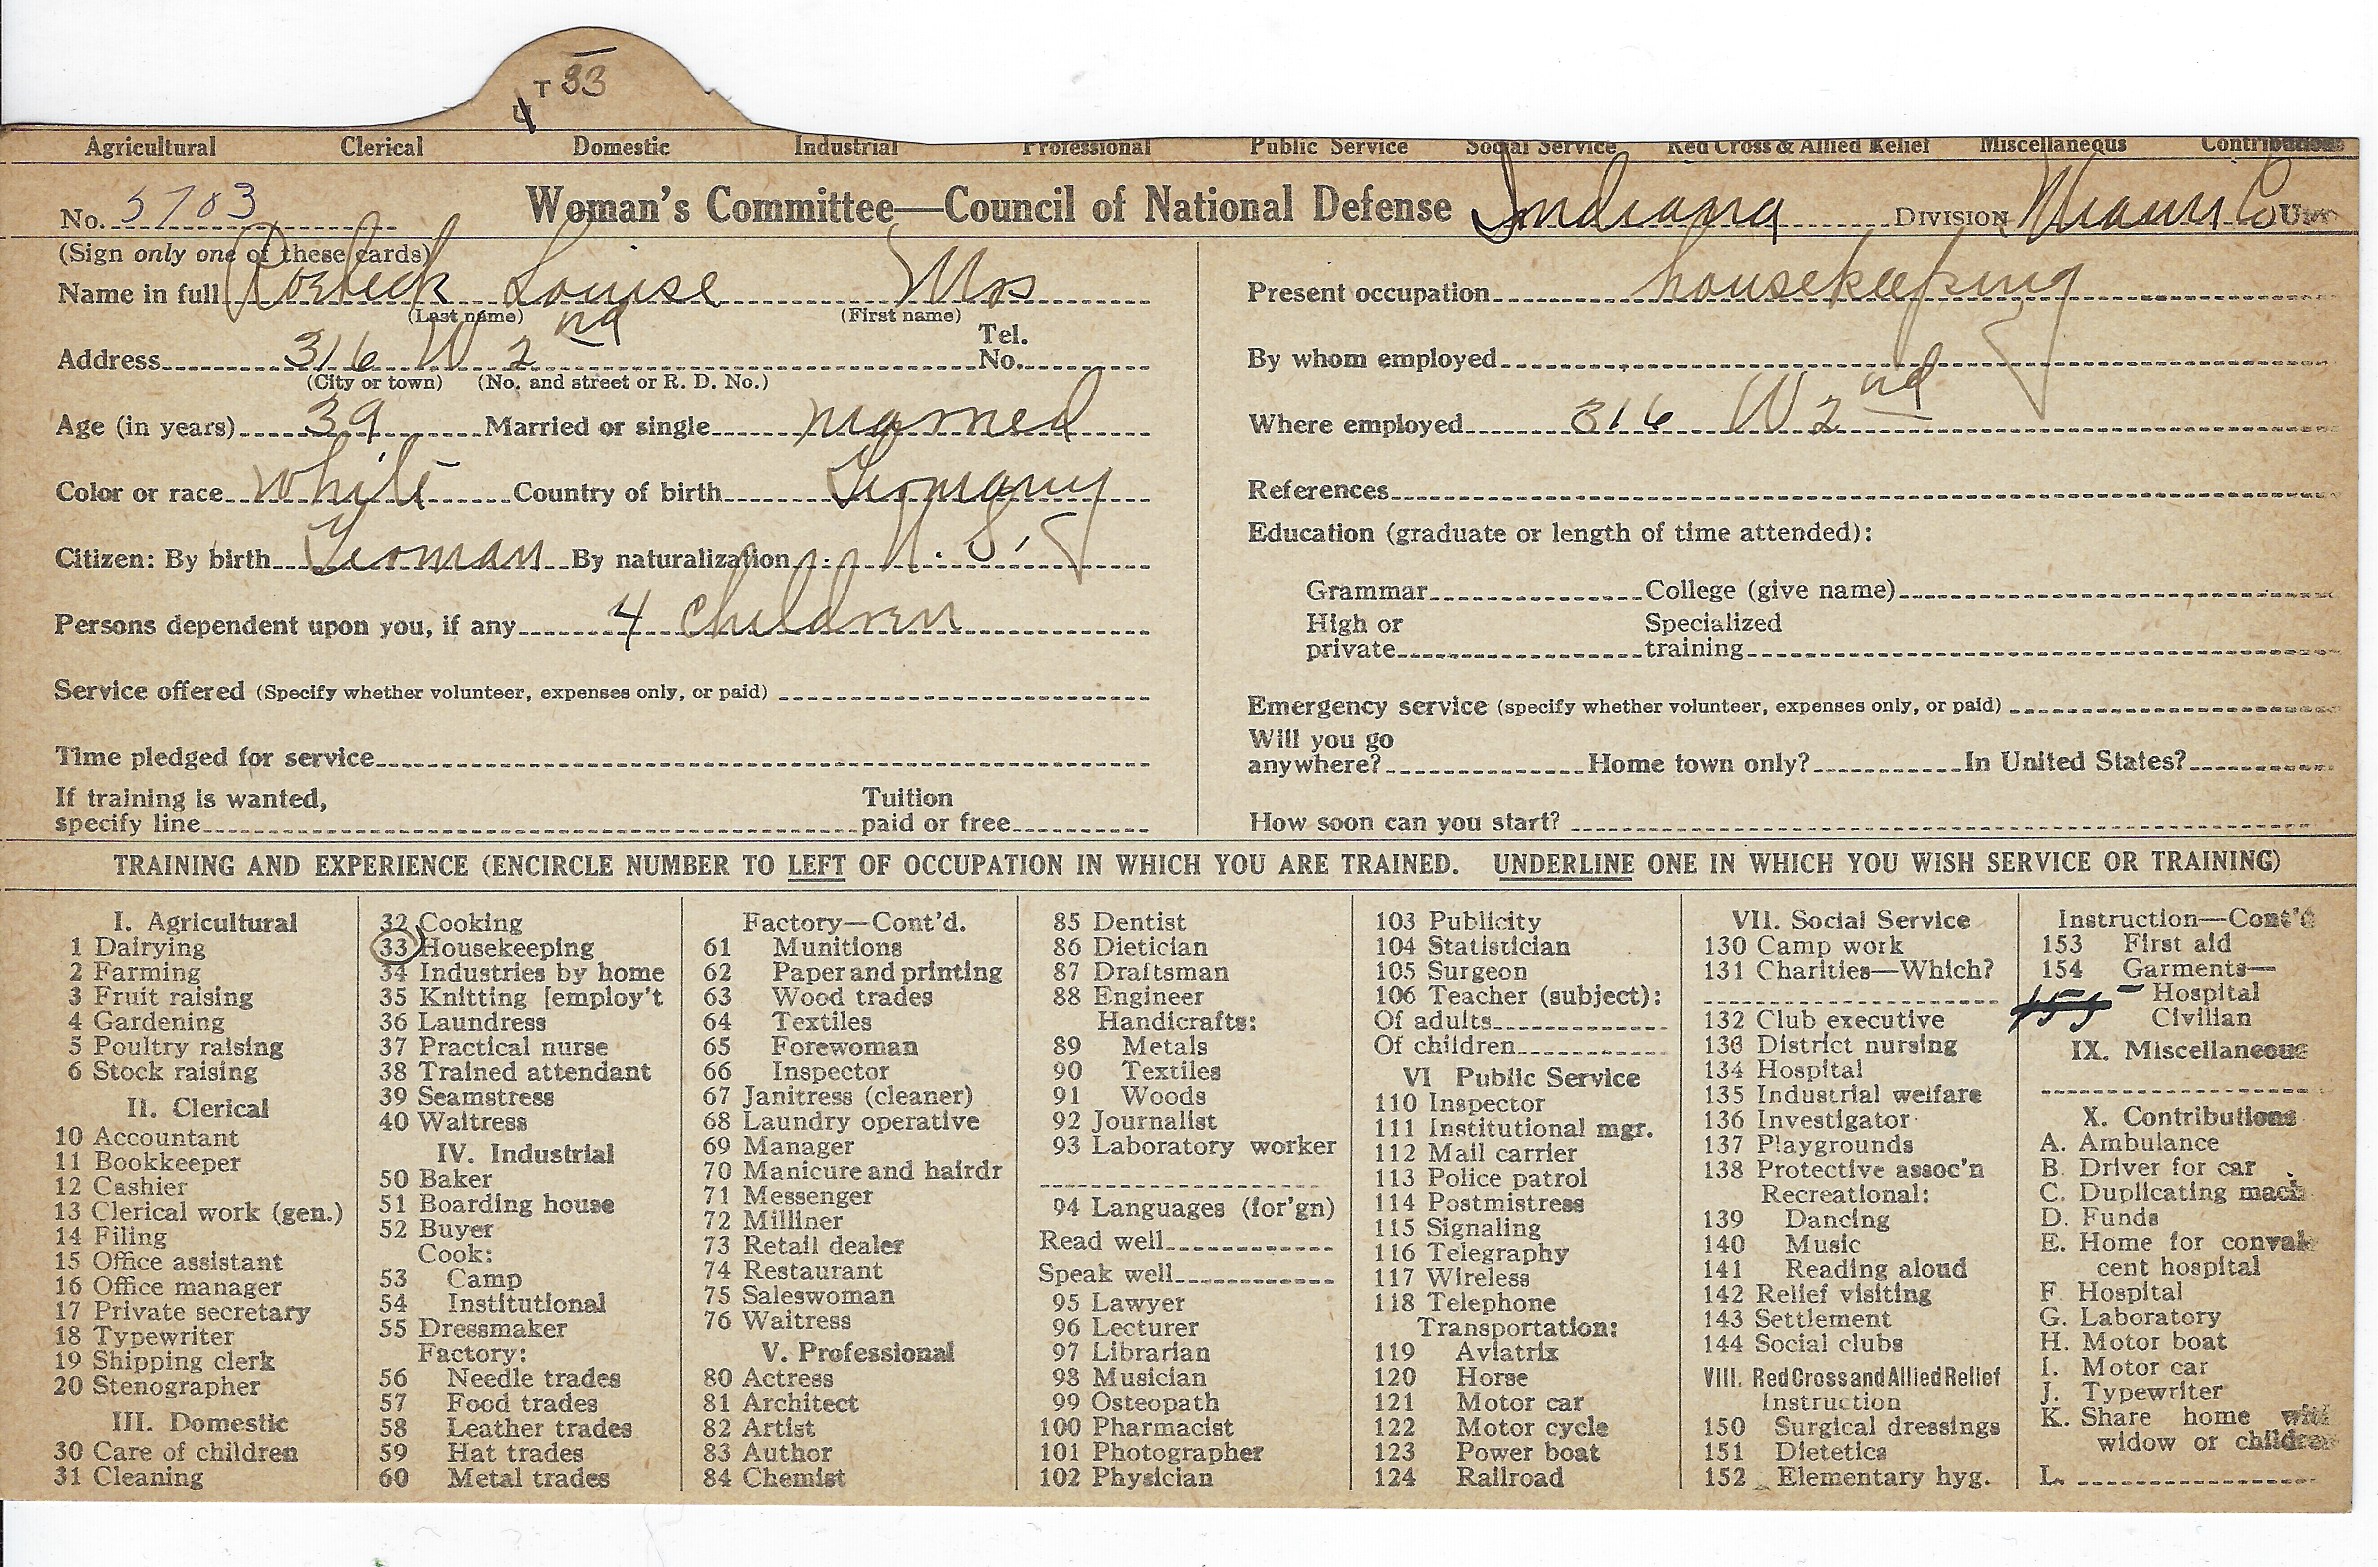 T 33
4
Agricultural Clerical Domestic Industrial Professional Public Service Social Service Red Cross & Allied Relief Miscellaneous Contributions
No. 5783 Woman's Committee—Council of National Defense Indiana DIVISION Miami Co
(Sign only one of these cards)
Name in full Roebeck Louise Mrs
(Last name) (First name)
Address 316 W 2nd Tel. No.
(City or town) (No. and street or R. D. No.)
Age (in years) 39 Married or single married
Color or race white Country of birth Germany
Citizen: By birth German By naturalization U. S.
Persons dependent upon you, if any 4 children
Service offered (Specify whether volunteer, expenses only, or paid)
Time pledged for service
If training is wanted,
specify line
Tuition
paid or free
Present occupation housekeeping
By whom employed
Where employed 316 W 2nd
References
Education (graduate or length of time attended):
Grammar College (give name)
High or
private
Specialized
training
Emergency service (specify whether volunteer, expenses only, or paid)
Will you go
anywhere? Home town only? In United States?
How soon can you start?
TRAINING AND EXPERIENCE (ENCIRCLE NUMBER TO LEFT OF OCCUPATION IN WHICH YOU ARE TRAINED. UNDERLINE ONE IN WHICH YOU WISH SERVICE OR TRAINING)
I. Agricultural
1 Dairying
2 Farming
3 Fruit raising
4 Gardening
5 Poultry raising
6 Stock raising
II. Clerical
10 Accountant
11 Bookkeeper
12 Cashier
13 Clerical work (gen.)
14 Filing
15 Office assistant
16 Office manager
17 Private secretary
18 Typewriter
19 Shipping clerk
20 Stenographer
III. Domestic
30 Care of children
31 Cleaning
32 Cooking
33 Housekeeping
34 Industries by home
35 Knitting [employ't
36 Laundress
37 Practical nurse
38 Trained attendant
39 Seamstress
40 Waitress
IV. Industrial
50 Baker
51 Boarding house
52 Buyer
Cook:
53 Camp
54 Institutional
55 Dressmaker
Factory:
56 Needle trades
57 Food trades
58 Leather trades
59 Hat trades
60 Metal trades
Factory—Cont'd.
61 Munitions
62 Paper and printing
63 Wood trades
64 Textiles
65 Forewoman
66 Inspector
67 Janitress (cleaner)
68 Laundry operative
69 Manager
70 Manicure and hairdr
71 Messenger
72 Milliner
73 Retail dealer
74 Restaurant
75 Saleswoman
76 Waitress
V. Professional
80 Actress
81 Architect
82 Artist
83 Author
84 Chemist
85 Dentist
86 Dietician
87 Draftsman
88 Engineer
Handicrafts:
89 Metals
90 Textiles
91 Woods
92 Journalist
93 Laboratory worker
94 Languages (for'gn)
Read well
Speak well
95 Lawyer
96 Lecturer
97 Librarian
98 Musician
99 Osteopath
100 Pharmacist
101 Photographer
102 Physician
103 Publicity
104 Statistician
105 Surgeon
106 Teacher (subject):
Of adults
Of children
VI Public Service
110 Inspector
111 Institutional mgr.
112 Mail carrier
113 Police patrol
114 Postmistress
115 Signaling
116 Telegraphy
117 Wireless
118 Telephone
Transportation:
119 Aviatrix
120 Horse
121 Motor car
122 Motor cycle
123 Power boat
124 Railroad
VII. Social Service
130 Camp work
131 Charities—Which?
132 Club executive
133 District nursing
134 Hospital
135 Industrial welfare
136 Investigator
137 Playgrounds
138 Protective assoc'n
Recreational:
139 Dancing
140 Music
141 Reading aloud
142 Relief visiting
143 Settlement
144 Social clubs
VIII. Red Cross and Allied Relief
Instruction
150 Surgical dressings
151 Dietetics
152 Elementary hyg.
Instruction—Cont'd
153 First aid
154 Garments—
Hospital
155 Civilian
IX. Miscellaneous
X. Contributions
A. Ambulance
B. Driver for car
C. Duplicating mach.
D. Funds
E. Home for convales
cent hospital
F. Hospital
G. Laboratory
H. Motor boat
I. Motor car
J. Typewriter
K. Share home with
widow or children
L.